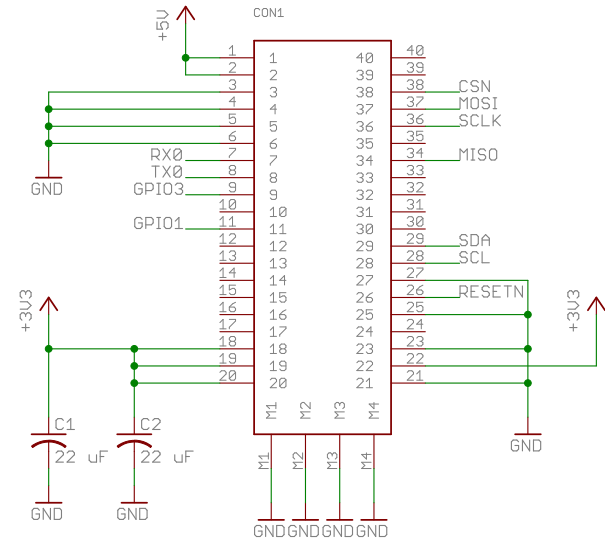 CON1
+5V
1 1 40 40
2 2 39 39
3 3 38 38 CSN
4 4 37 37 MOSI
5 5 36 36 SCLK
6 6 35 35
RX0 7 7 34 34 MISO
TX0 8 8 33 33
GPIO3 9 9 32 32
GND
10 10 31 31
GPIO1 11 11 30 30
12 12 29 29 SDA
13 13 28 28 SCL
14 14 27 27
15 15 26 26 RESETN
16 16 25 25
+3V3
+3V3
17 17 24 24
18 18 23 23
19 19 22 22
20 20 21 21
M1 M2 M3 M4
C1 C2
22 uF 22 uF
GND
M1 M2 M3 M4
GND GND
GND GND GND GND